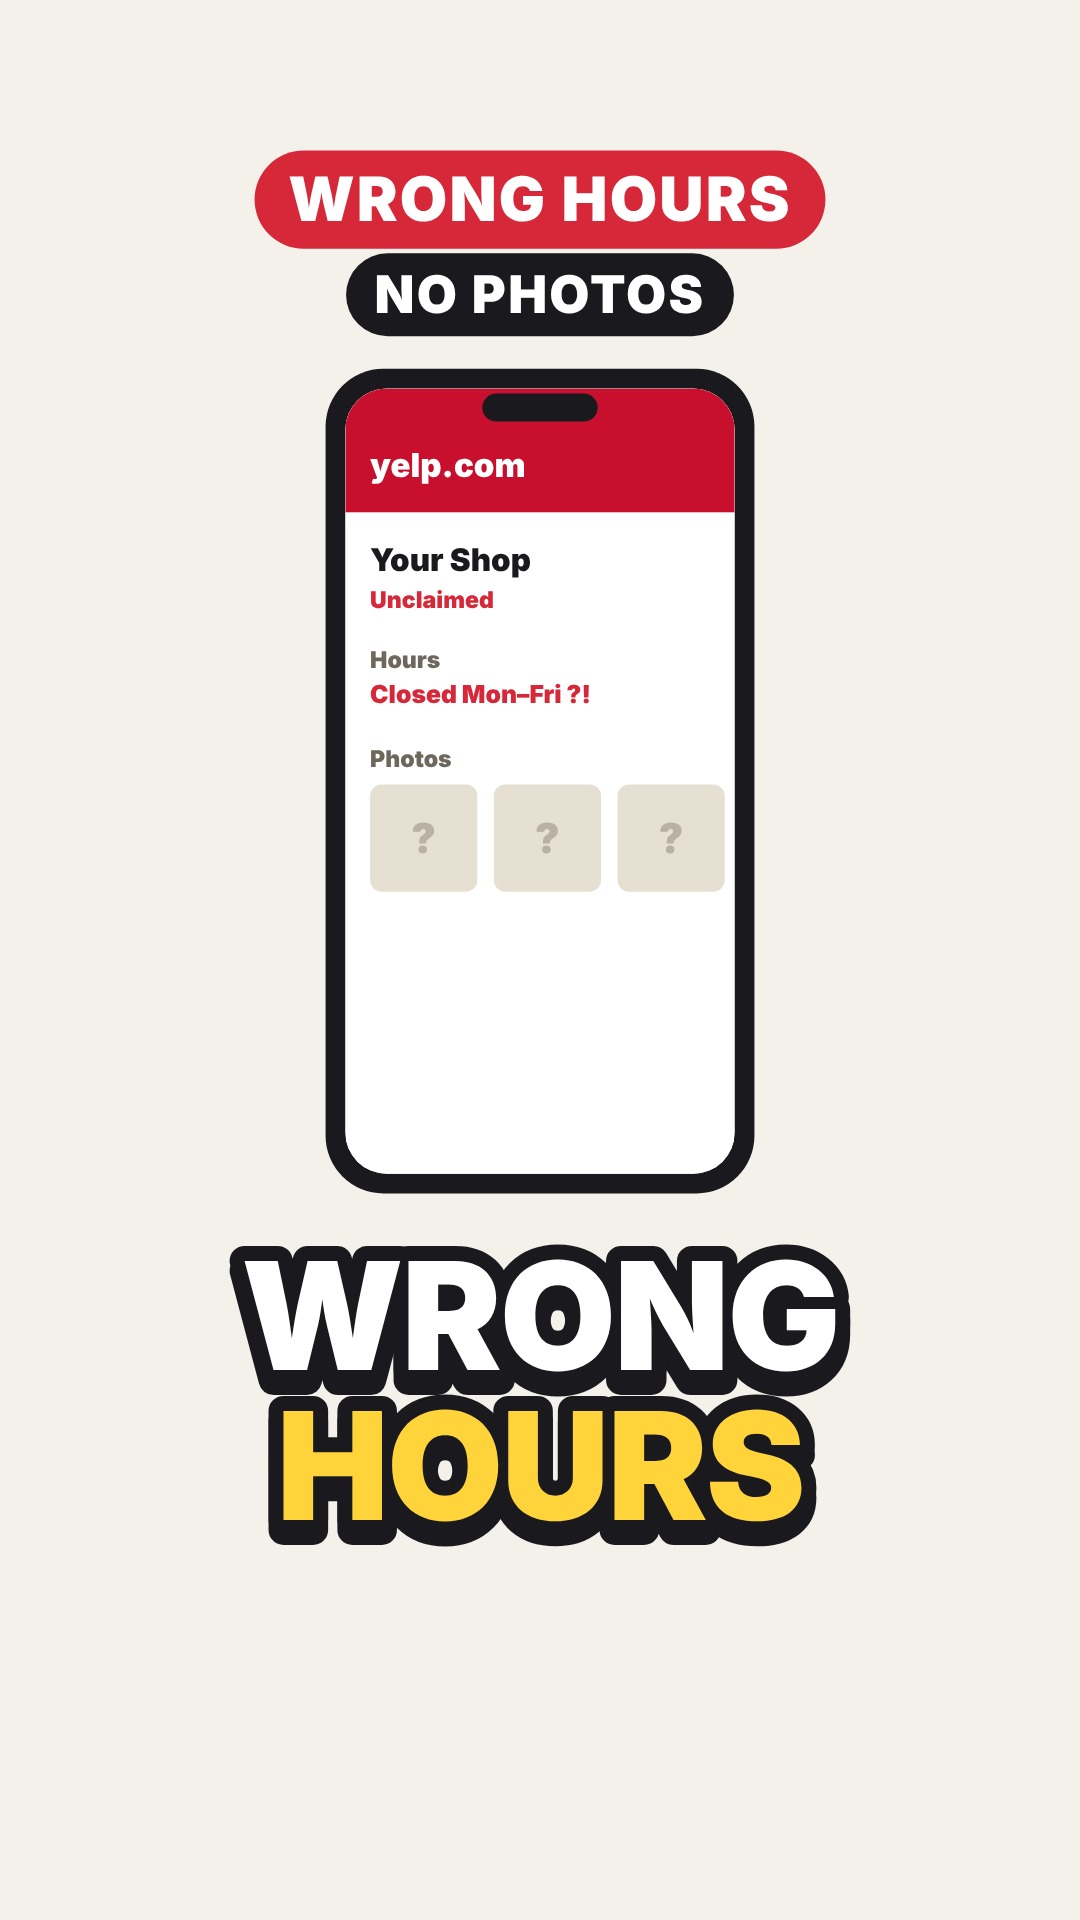 WRONG HOURS
NO PHOTOS
yelp.com
Your Shop
Unclaimed
Hours
Closed Mon–Fri ?!
Photos
? ? ?
WRONG
HOURS